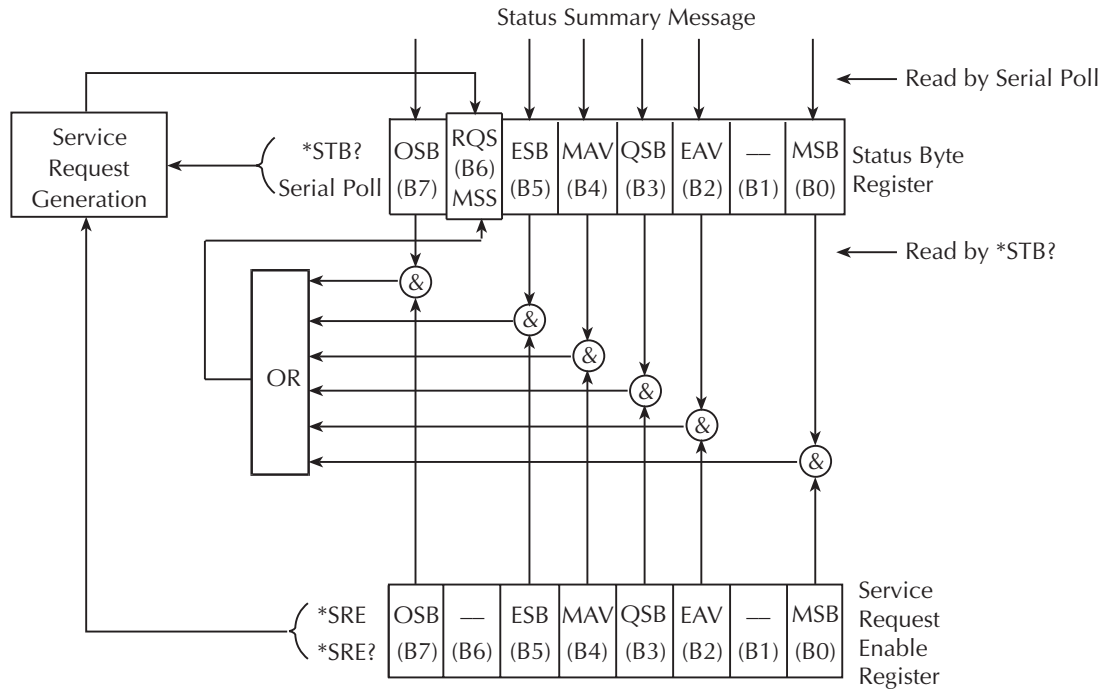 Status Summary Message
Read by Serial Poll
Service
Request
Generation
*STB?
Serial Poll
OSB
(B7)
RQS
(B6)
MSS
ESB
(B5)
MAV
(B4)
QSB
(B3)
EAV
(B2)
—
(B1)
MSB
(B0)
Status Byte
Register
Read by *STB?
&
&
&
&
&
&
OR
*SRE
*SRE?
OSB
(B7)
—
(B6)
ESB
(B5)
MAV
(B4)
QSB
(B3)
EAV
(B2)
—
(B1)
MSB
(B0)
Service
Request
Enable
Register